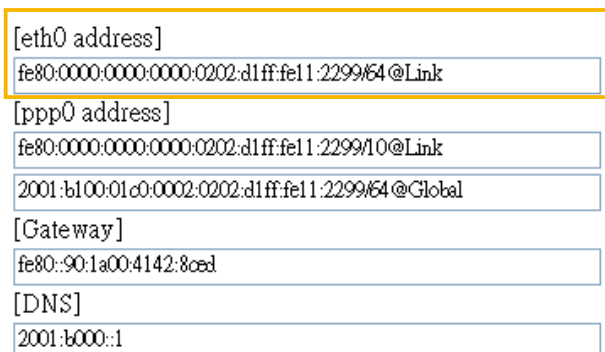 [eth0 address]
fe80:0000:0000:0000:0202:d1ff:fe11:2299/64@Link
[ppp0 address]
fe80:0000:0000:0000:0202:d1ff:fe11:2299/10@Link
2001:b100:01c0:0002:0202:d1ff:fe11:2299/64@Global
[Gateway]
fe80::90:1a00:4142:8ced
[DNS]
2001:b000::1